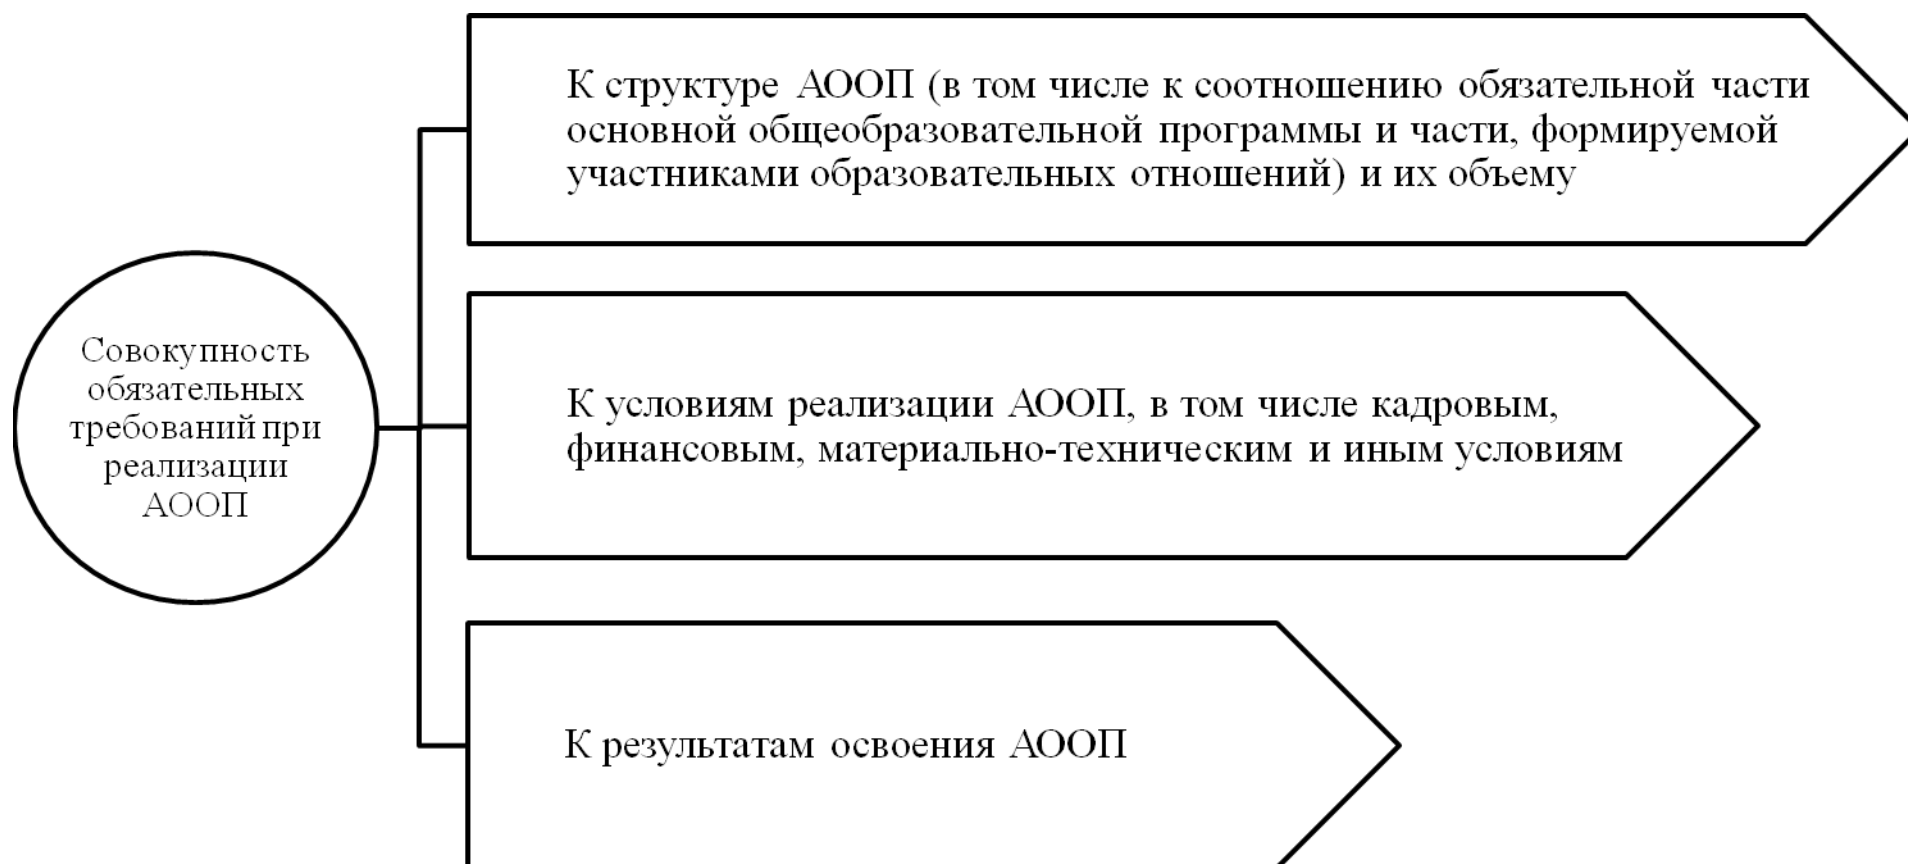 К структуре АООП (в том числе к соотношению обязательной части
основной общеобразовательной программы и части, формируемой
участниками образовательных отношений) и их объему
Совокупность
обязательных
требований при
реализации
АООП
К условиям реализации АООП, в том числе кадровым,
финансовым, материально-техническим и иным условиям
К результатам освоения АООП